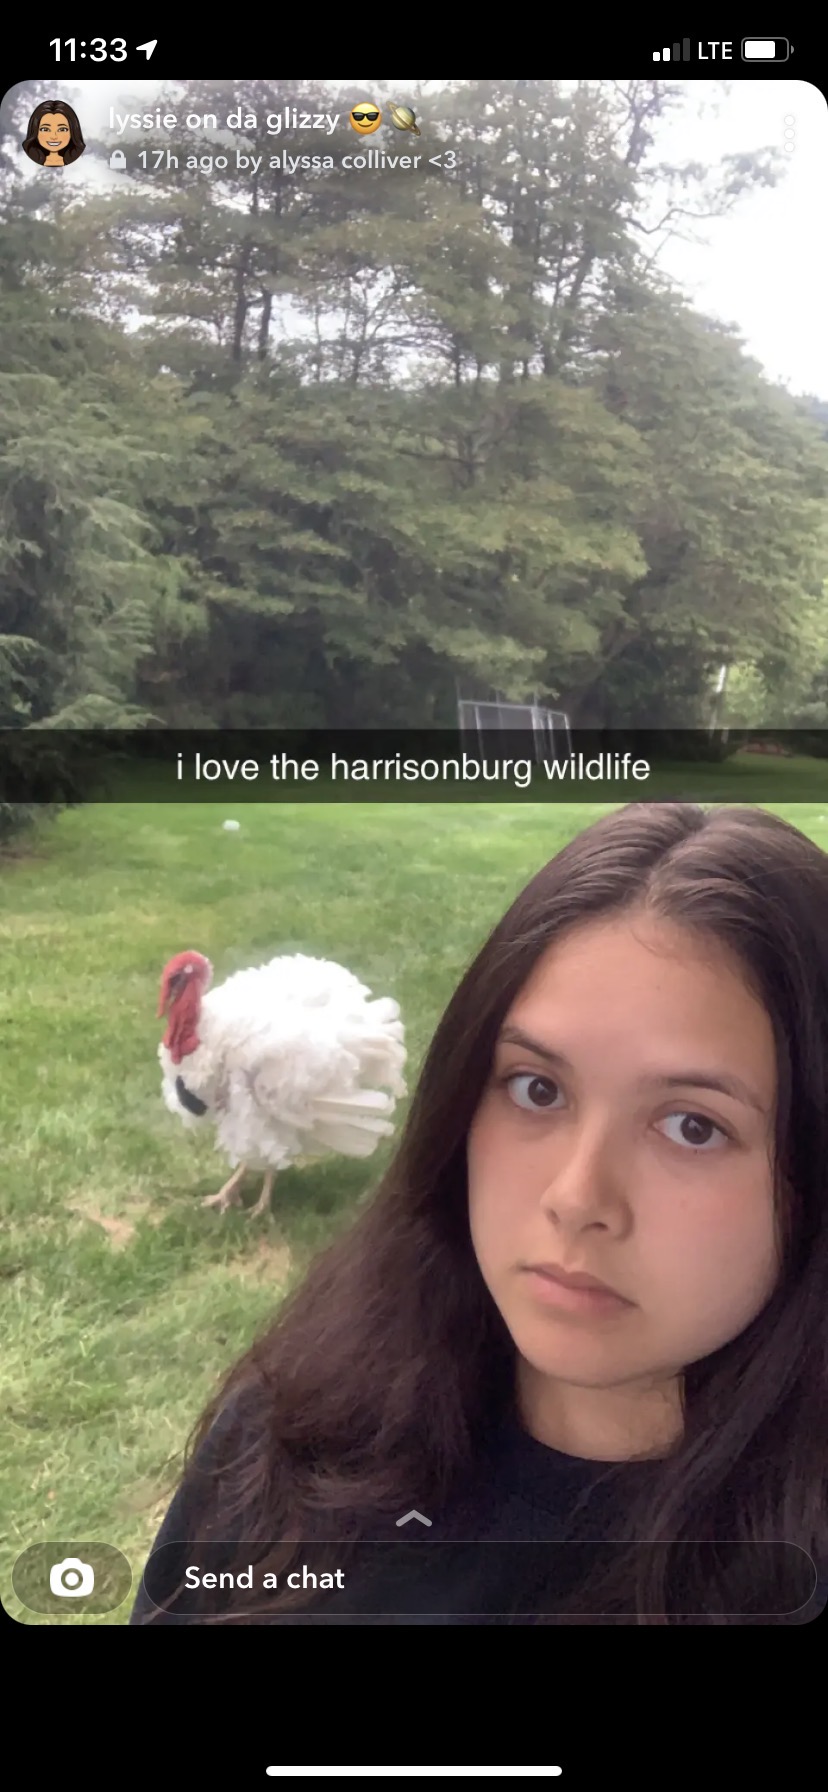 11:33
LTE
lyssie on da glizzy 😎🪐
17h ago by alyssa colliver <3
i love the harrisonburg wildlife
Send a chat